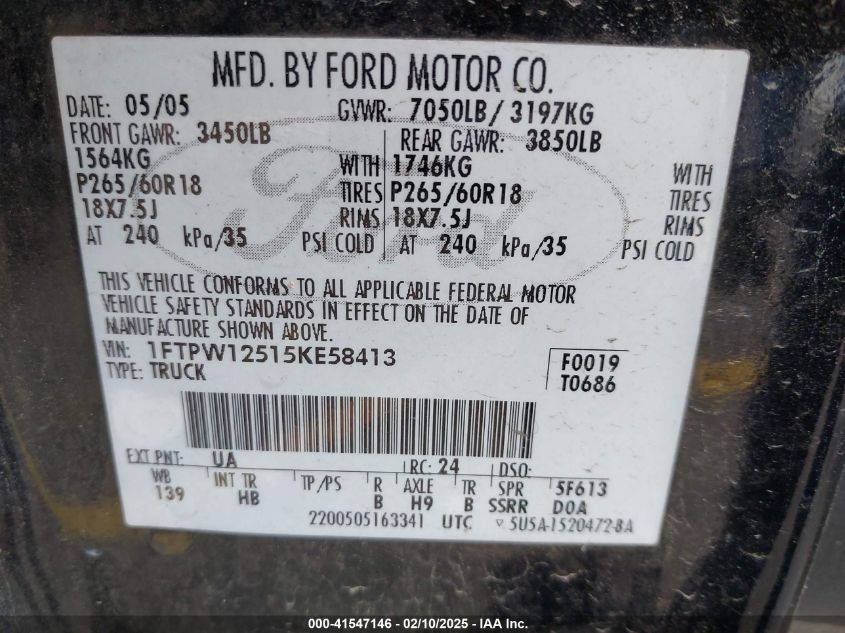 MFD. BY FORD MOTOR CO.
DATE: 05/05 GVWR: 7050LB/ 3197KG
FRONT GAWR: 3450LB REAR GAWR: 3850LB
1564KG WITH 1746KG WITH
P265/60R18 TIRES P265/60R18 TIRES
18X7.5J RIMS 18X7.5J RIMS
AT 240 kPa/35 PSI COLD AT 240 kPa/35 PSI COLD
THIS VEHICLE CONFORMS TO ALL APPLICABLE FEDERAL MOTOR
VEHICLE SAFETY STANDARDS IN EFFECT ON THE DATE OF
MANUFACTURE SHOWN ABOVE.
VIN: 1FTPW12515KE58413
TYPE: TRUCK
F0019
T0686
Ford
EXT PNT: UA RC: 24 DSO:
WB INT TR TP/PS R AXLE TR SPR 5F613
139 HB B H9 B SSRR DOA
2200505163341 UTC ▽ 5U5A-1520472-BA
000-41547146 - 02/10/2025 - IAA Inc.